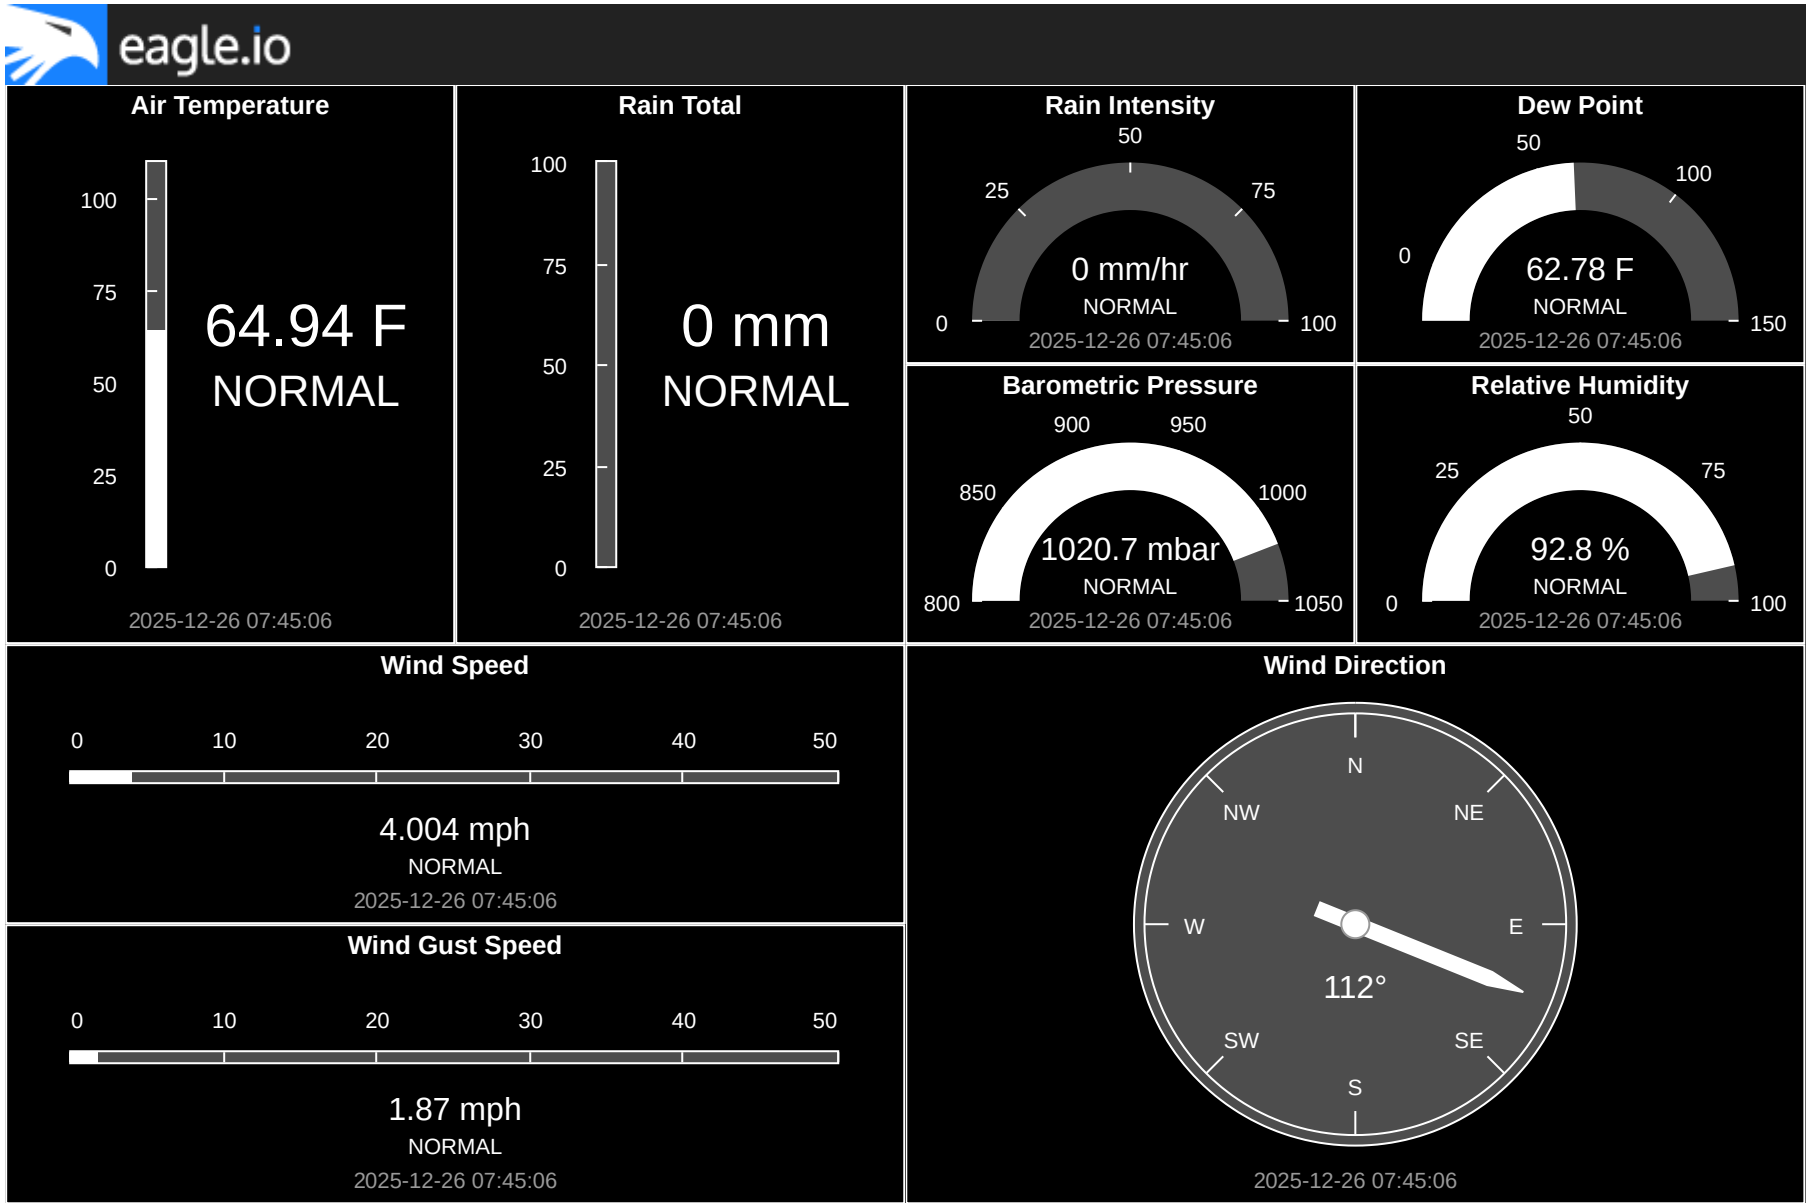 eagle.io
Air Temperature
100
75
50
25
0
64.94 F
NORMAL
2025-12-26 07:45:06
Rain Total
100
75
50
25
0
0 mm
NORMAL
2025-12-26 07:45:06
Rain Intensity
0
25
50
75
100
0 mm/hr
NORMAL
2025-12-26 07:45:06
Dew Point
0
50
100
150
62.78 F
NORMAL
2025-12-26 07:45:06
Barometric Pressure
800
850
900
950
1000
1050
1020.7 mbar
NORMAL
2025-12-26 07:45:06
Relative Humidity
0
25
50
75
100
92.8 %
NORMAL
2025-12-26 07:45:06
Wind Speed
0 10 20 30 40 50
4.004 mph
NORMAL
2025-12-26 07:45:06
Wind Gust Speed
0 10 20 30 40 50
1.87 mph
NORMAL
2025-12-26 07:45:06
Wind Direction
N
NW NE
W E
112°
SW SE
S
2025-12-26 07:45:06